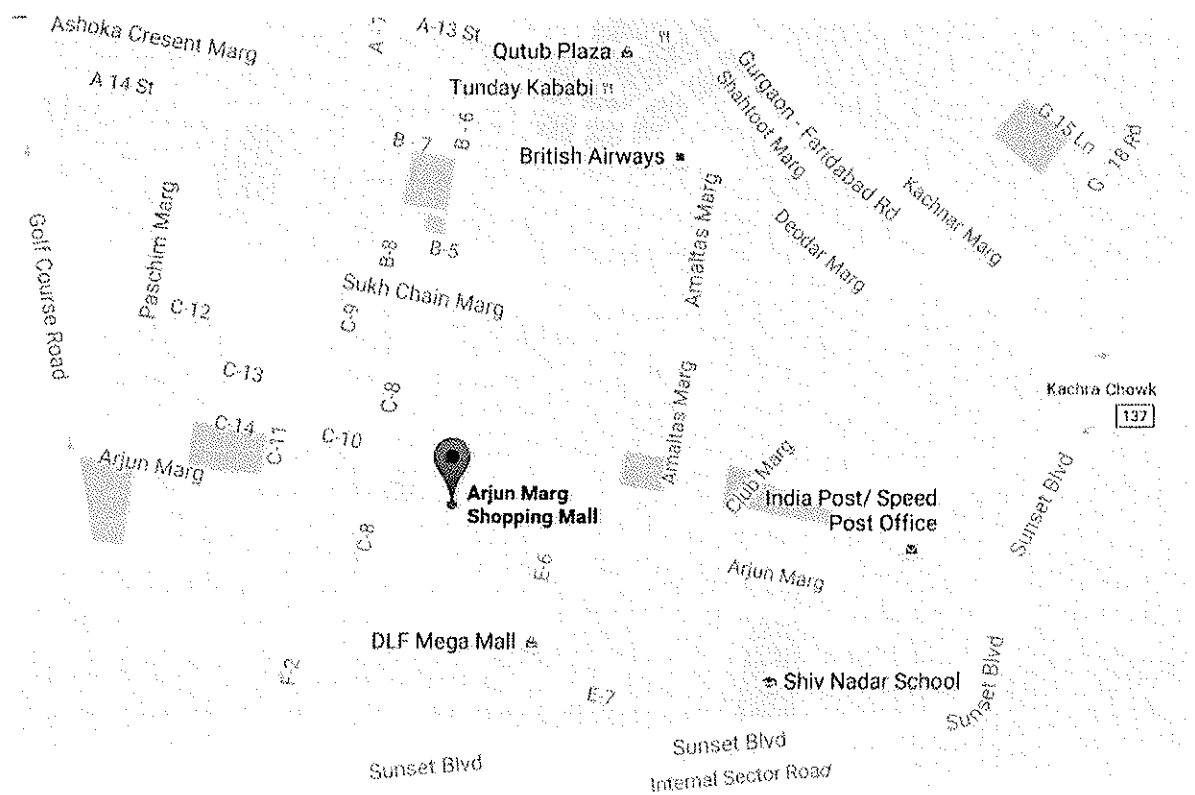 Ashoka Cresent Marg
A-13 St
Qutub Plaza
A 14 St
Tunday Kababi
B - 7
B - 6
British Airways
Gurgaon - Faridabad Rd
Shahtoot Marg
G 15 Ln
Kachnar Marg
Deodar Marg
Amaltas Marg
Golf Course Road
Paschim Marg
B-8
B-5
Sukh Chain Marg
C-12
C-9
C-13
C-8
Amaltas Marg
Kachra Chowk
137
C-14
C-11
C-10
Arjun Marg
Arjun Marg
Shopping Mall
Club Marg
India Post/ Speed
Post Office
Sunset Blvd
C-8
E-6
Arjun Marg
DLF Mega Mall
F-2
E-7
Shiv Nadar School
Sunset Blvd
Sunset Blvd
Sunset Blvd
Internal Sector Road